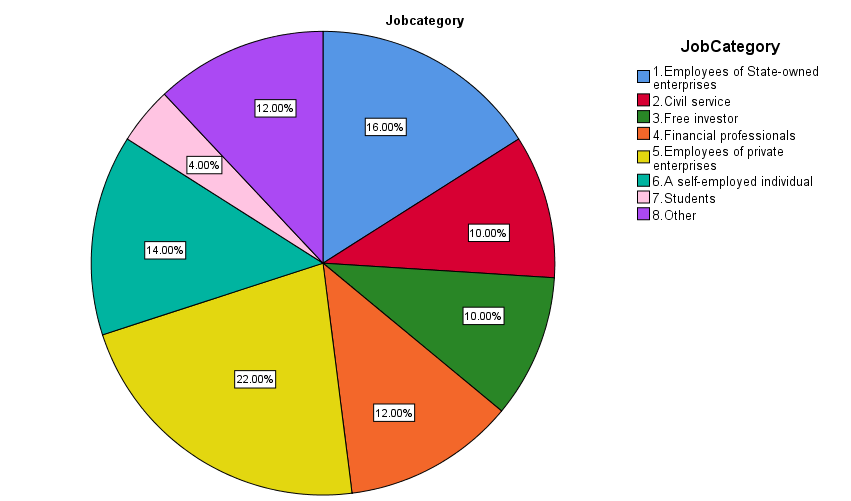 Jobcategory
12.00%
16.00%
4.00%
10.00%
14.00%
10.00%
22.00%
12.00%
JobCategory
1.Employees of State-owned
enterprises
2.Civil service
3.Free investor
4.Financial professionals
5.Employees of private
enterprises
6.A self-employed individual
7.Students
8.Other